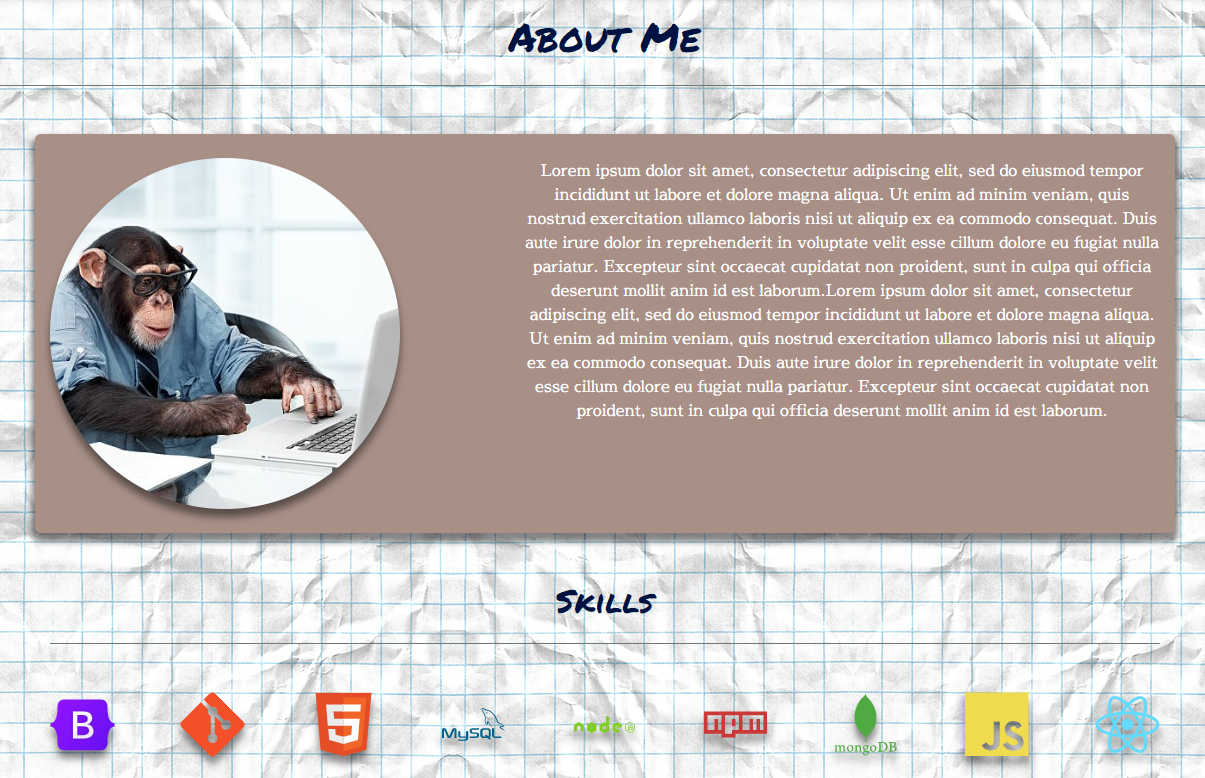 About Me
Lorem ipsum dolor sit amet, consectetur adipiscing elit, sed do eiusmod tempor
incididunt ut labore et dolore magna aliqua. Ut enim ad minim veniam, quis
nostrud exercitation ullamco laboris nisi ut aliquip ex ea commodo consequat. Duis
aute irure dolor in reprehenderit in voluptate velit esse cillum dolore eu fugiat nulla
pariatur. Excepteur sint occaecat cupidatat non proident, sunt in culpa qui officia
deserunt mollit anim id est laborum.Lorem ipsum dolor sit amet, consectetur
adipiscing elit, sed do eiusmod tempor incididunt ut labore et dolore magna aliqua.
Ut enim ad minim veniam, quis nostrud exercitation ullamco laboris nisi ut aliquip
ex ea commodo consequat. Duis aute irure dolor in reprehenderit in voluptate velit
esse cillum dolore eu fugiat nulla pariatur. Excepteur sint occaecat cupidatat non
proident, sunt in culpa qui officia deserunt mollit anim id est laborum.
Skills
B 5 MySQL node JS npm mongoDB JS